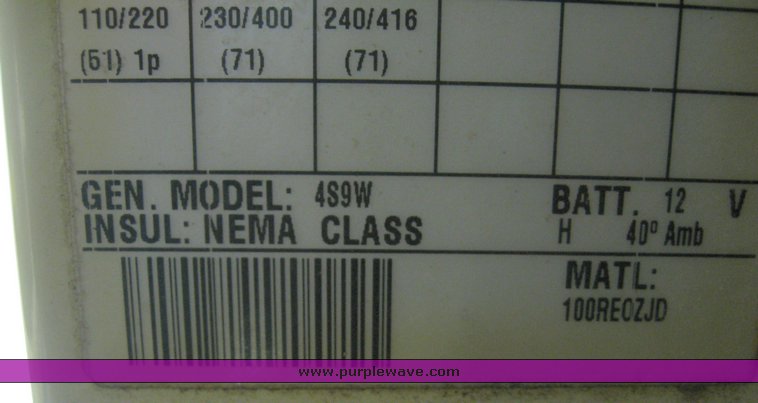 110/220 230/400 240/416
(51) 1p (71) (71)
GEN. MODEL: 4S9W BATT. 12 V
INSUL: NEMA CLASS H 40º Amb
MATL:
100REOZJD
www.purplewave.com